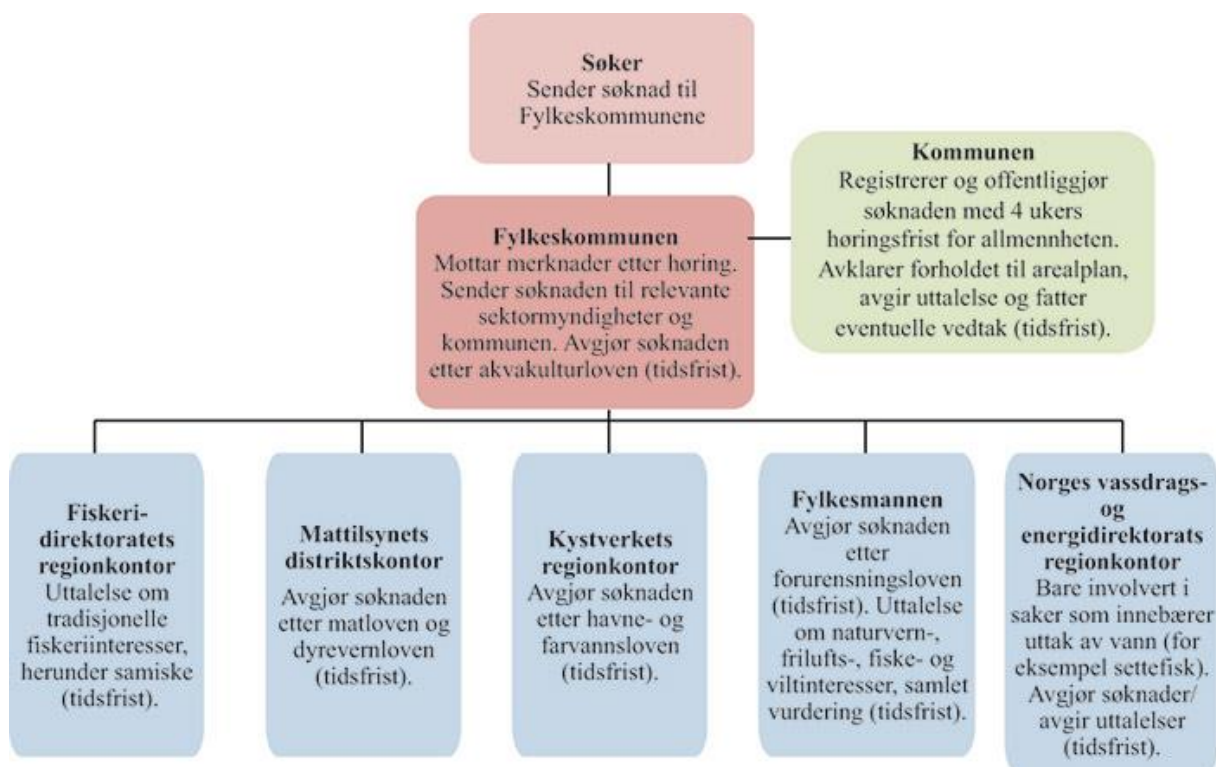 Søker
Sender søknad til
Fylkeskommunene
Kommunen
Registrerer og offentliggjør
søknaden med 4 ukers
høringsfrist for allmennheten.
Avklarer forholdet til arealplan,
avgir uttalelse og fatter
eventuelle vedtak (tidsfrist).
Fylkeskommunen
Mottar merknader etter høring.
Sender søknaden til relevante
sektormyndigheter og
kommunen. Avgjør søknaden
etter akvakulturloven (tidsfrist).
Fiskeri-
direktoratets
regionkontor
Uttalelse om
tradisjonelle
fiskeriinteresser,
herunder samiske
(tidsfrist).
Mattilsynets
distriktskontor
Avgjør søknaden
etter matloven og
dyrevernloven
(tidsfrist).
Kystverkets
regionkontor
Avgjør søknaden
etter havne- og
farvannsloven
(tidsfrist).
Fylkesmannen
Avgjør søknaden
etter
forurensningsloven
(tidsfrist). Uttalelse
om naturvern-,
frilufts-, fiske- og
viltinteresser, samlet
vurdering (tidsfrist).
Norges vassdrags-
og
energidirektorats
regionkontor
Bare involvert i
saker som innebærer
uttak av vann (for
eksempel settefisk).
Avgjør søknader/
avgir uttalelser
(tidsfrist).